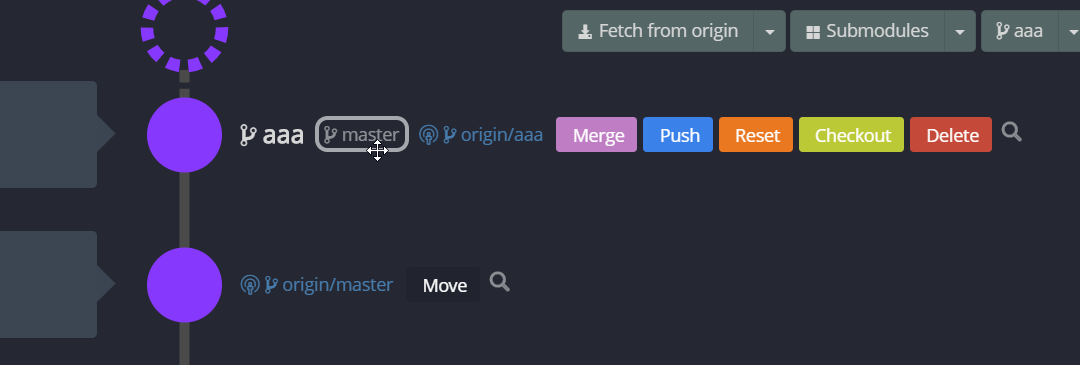 Fetch from origin Submodules aaa
aaa master origin/aaa Merge Push Reset Checkout Delete
origin/master Move